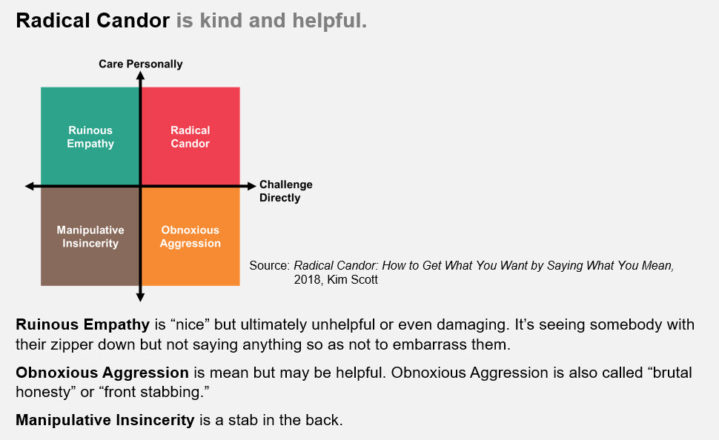 Radical Candor is kind and helpful.
Care Personally
Ruinous
Empathy
Radical
Candor
Challenge
Directly
Manipulative
Insincerity
Obnoxious
Aggression
Source: Radical Candor: How to Get What You Want by Saying What You Mean,
2018, Kim Scott
Ruinous Empathy is “nice” but ultimately unhelpful or even damaging. It’s seeing somebody with
their zipper down but not saying anything so as not to embarrass them.
Obnoxious Aggression is mean but may be helpful. Obnoxious Aggression is also called “brutal
honesty” or “front stabbing.”
Manipulative Insincerity is a stab in the back.